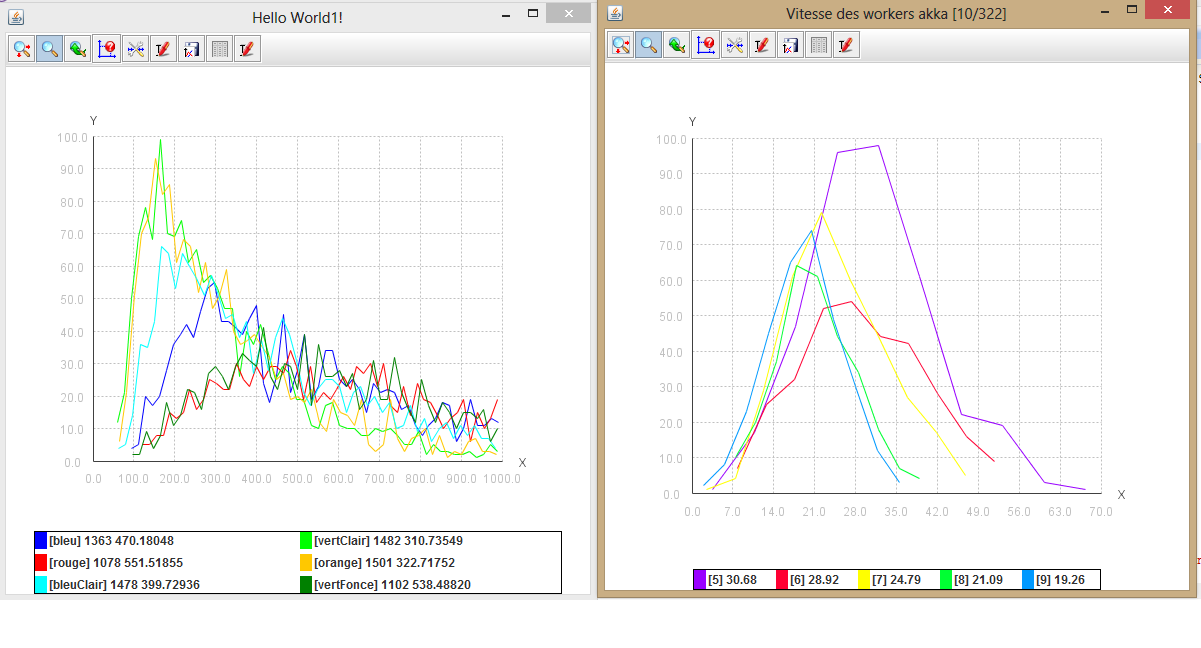 Hello World1!
Y
100.0
90.0
80.0
70.0
60.0
50.0
40.0
30.0
20.0
10.0
0.0
0.0 100.0 200.0 300.0 400.0 500.0 600.0 700.0 800.0 900.0 1000.0
X
[bleu] 1363 470.18048 [vertClair] 1482 310.73549
[rouge] 1078 551.51855 [orange] 1501 322.71752
[bleuClair] 1478 399.72936 [vertFonce] 1102 538.48820
Vitesse des workers akka [10/322]
Y
100.0
90.0
80.0
70.0
60.0
50.0
40.0
30.0
20.0
10.0
0.0
0.0 7.0 14.0 21.0 28.0 35.0 42.0 49.0 56.0 63.0 70.0
X
[5] 30.68 [6] 28.92 [7] 24.79 [8] 21.09 [9] 19.26